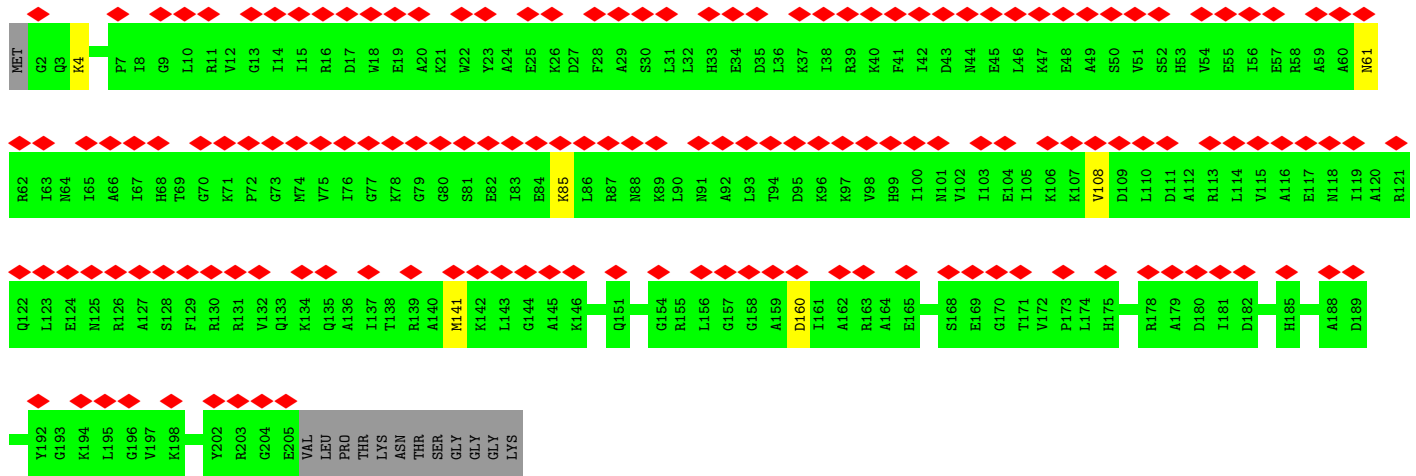 MET G2 Q3 K4 P7 I8 G9 L10 R11 V12 G13 I14 I15 R16 D17 W18 E19 A20 K21 W22 Y23 A24 E25 K26 D27 F28 A29 S30 L31 L32 H33 E34 D35 L36 K37 I38 R39 K40 F41 I42 D43 N44 E45 L46 K47 E48 A49 S50 V51 S52 H53 V54 E55 I56 E57 R58 A59 A60 N61
R62 I63 N64 I65 A66 I67 H68 T69 G70 K71 P72 G73 M74 V75 I76 G77 K78 G79 G80 S81 E82 I83 E84 K85 L86 R87 N88 K89 L90 N91 A92 L93 T94 D95 K96 K97 V98 H99 I100 N101 V102 I103 E104 I105 K106 K107 V108 D109 L110 D111 A112 R113 L114 V115 A116 E117 N118 I119 A120 R121
Q122 L123 E124 N125 R126 A127 S128 F129 R130 R131 V132 Q133 K134 Q135 A136 I137 T138 R139 A140 M141 K142 L143 G144 A145 K146 Q151 G154 R155 L156 G157 G158 A159 D160 I161 A162 R163 A164 E165 S168 E169 G170 T171 V172 P173 L174 H175 R178 A179 D180 I181 D182 H185 A188 D189
Y192 G193 K194 L195 G196 V197 K198 Y202 R203 G204 E205 VAL LEU PRO THR LYS ASN THR SER GLY GLY GLY LYS